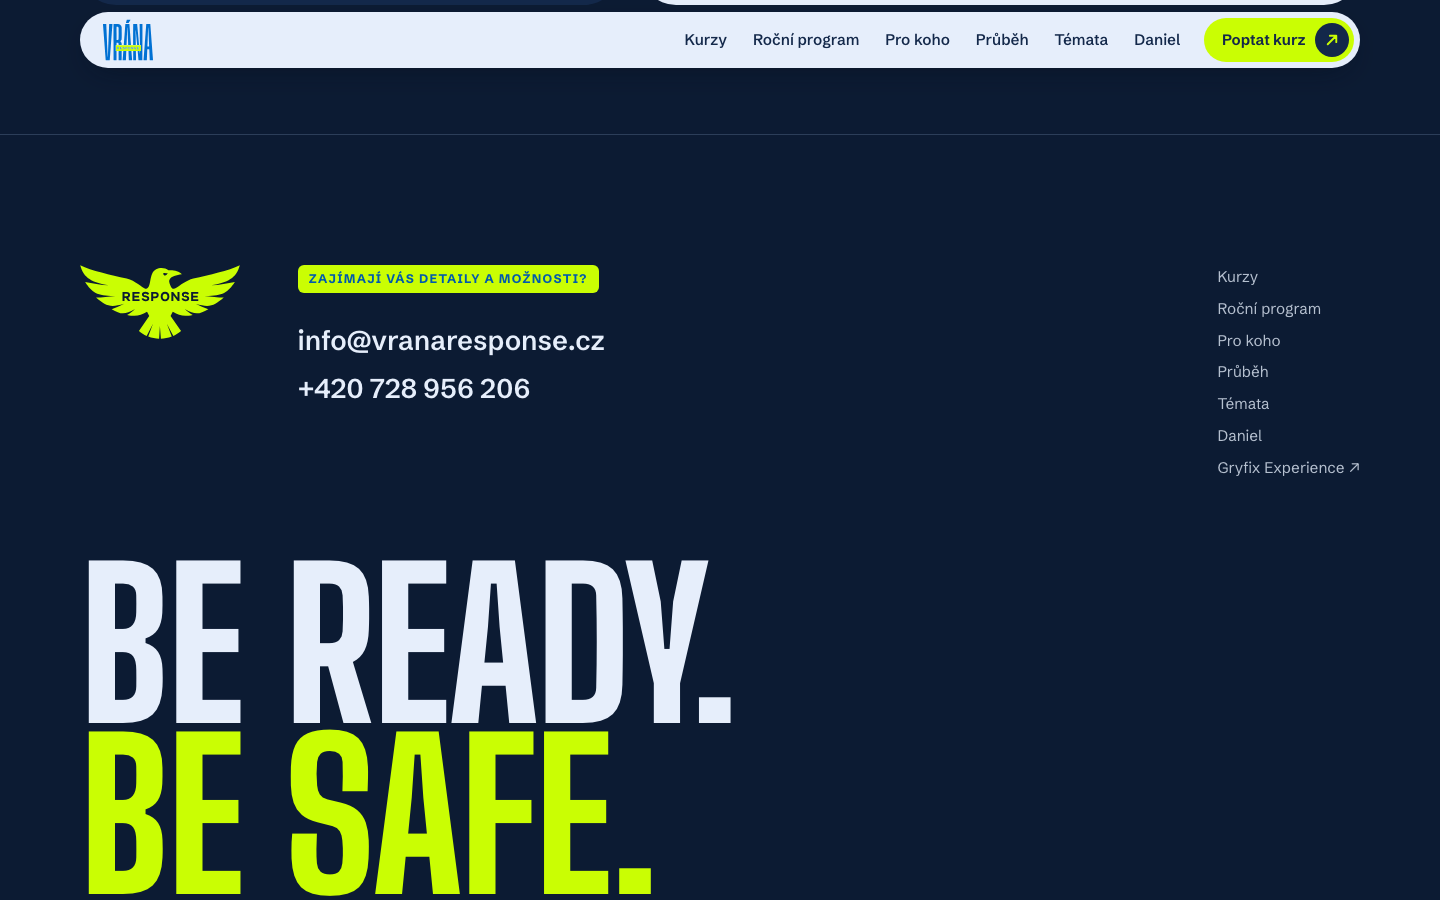 VRÁNA
RESPONSE
Kurzy
Roční program
Pro koho
Průběh
Témata
Daniel
Poptat kurz
RESPONSE
ZAJÍMAJÍ VÁS DETAILY A MOŽNOSTI?
info@vranaresponse.cz
+420 728 956 206
Kurzy
Roční program
Pro koho
Průběh
Témata
Daniel
Gryfix Experience ↗
BE READY.
BE SAFE.